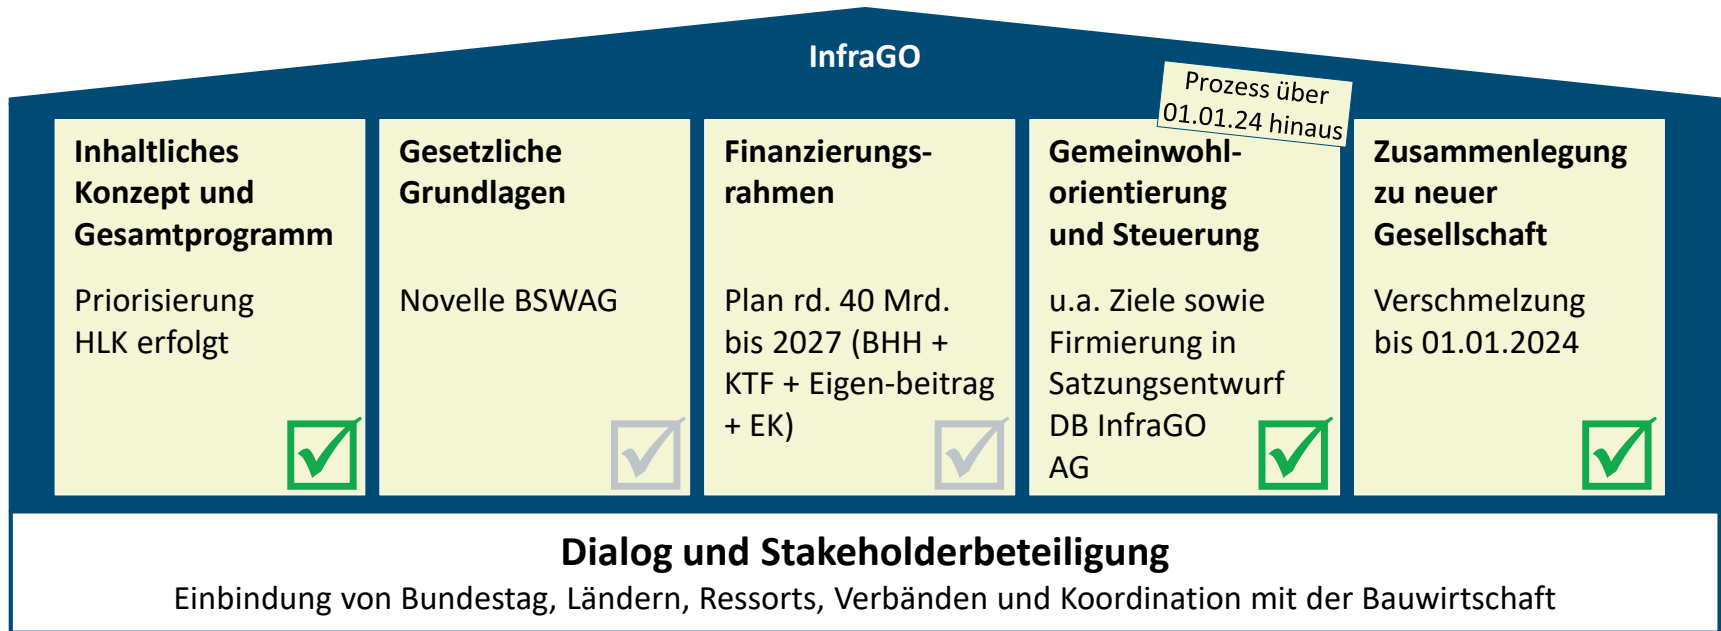 InfraGO
Prozess über
01.01.24 hinaus
Inhaltliches
Konzept und
Gesamtprogramm
Priorisierung
HLK erfolgt
Gesetzliche
Grundlagen
Novelle BSWAG
Finanzierungs-
rahmen
Plan rd. 40 Mrd.
bis 2027 (BHH +
KTF + Eigen-beitrag
+ EK)
Gemeinwohl-
orientierung
und Steuerung
u.a. Ziele sowie
Firmierung in
Satzungsentwurf
DB InfraGO
AG
Zusammenlegung
zu neuer
Gesellschaft
Verschmelzung
bis 01.01.2024
Dialog und Stakeholderbeteiligung
Einbindung von Bundestag, Ländern, Ressorts, Verbänden und Koordination mit der Bauwirtschaft